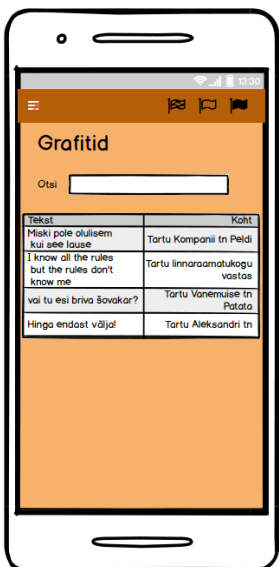 13:30
Grafitid
Otsi
Tekst Koht
Miski pole olulisem
kui see lause
Tartu Kompanii tn Peldi
I know all the rules
but the rules don't
know me
Tartu linnaraamatukogu
vastas
vai tu esi briva šovakar?
Tartu Vanemuise tn
Patata
Hinga endast välja!
Tartu Aleksandri tn